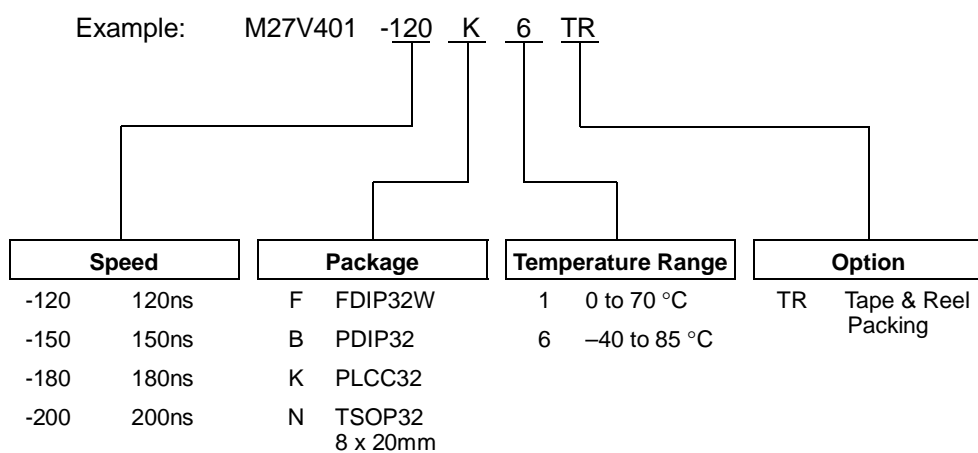 Example: M27V401 -120 K 6 TR
Speed Package Temperature Range Option
-120 120ns F FDIP32W 1 0 to 70 °C TR Tape & Reel
Packing
-150 150ns B PDIP32 6 –40 to 85 °C
-180 180ns K PLCC32
-200 200ns N TSOP32
8 x 20mm